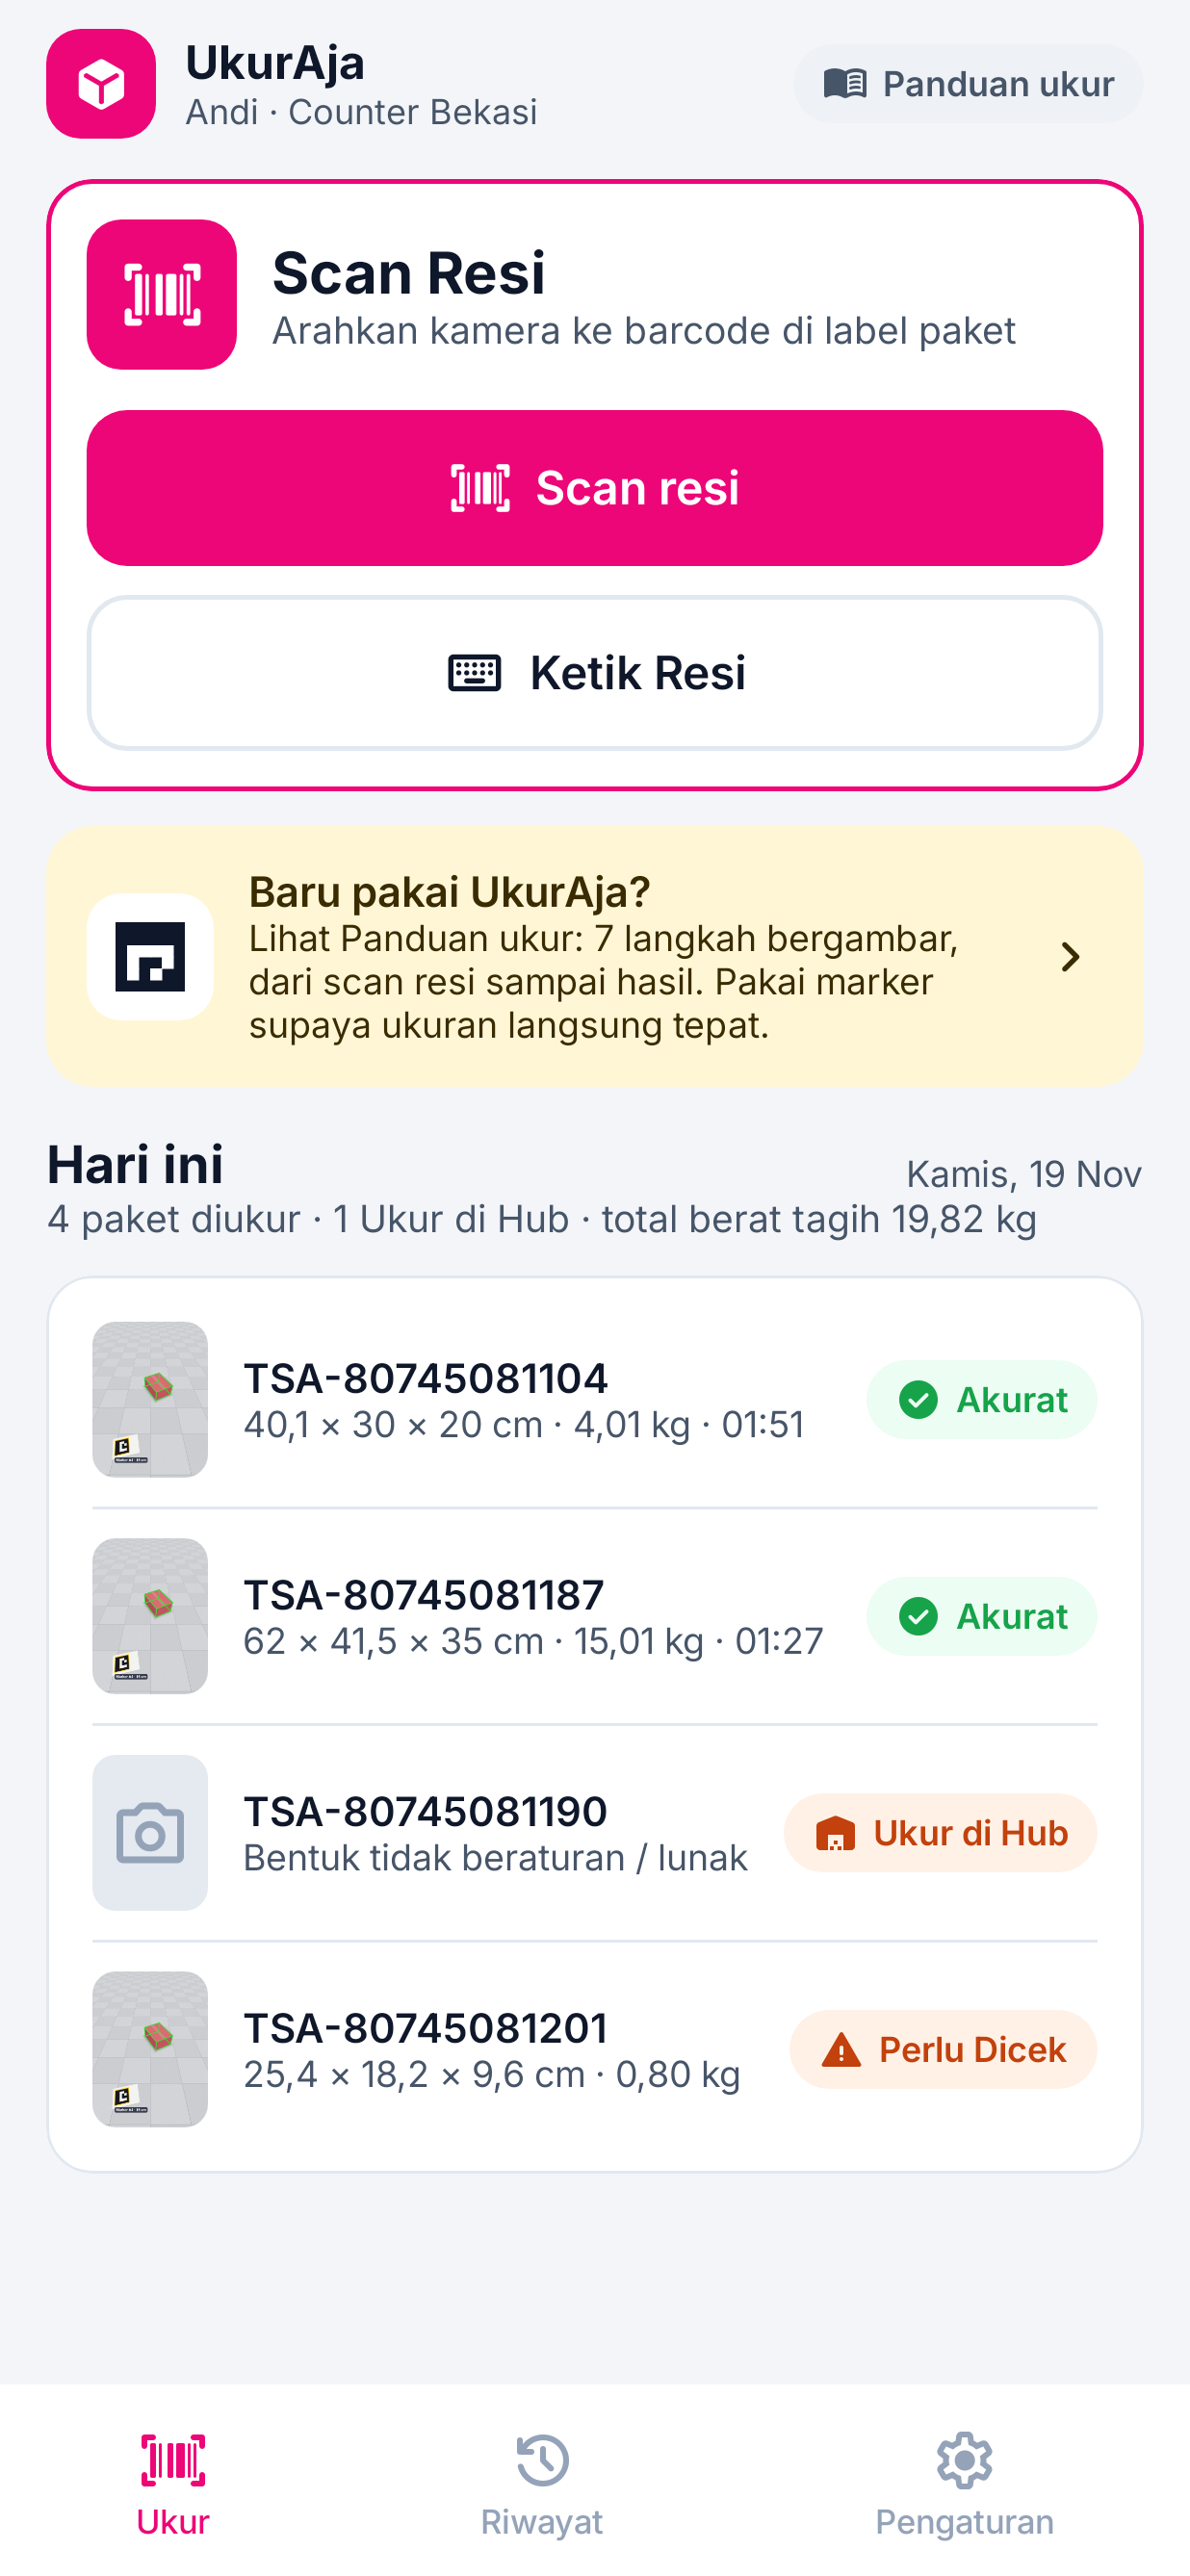 UkurAja
Andi · Counter Bekasi
Panduan ukur
Scan Resi
Arahkan kamera ke barcode di label paket
Scan resi
Ketik Resi
Baru pakai UkurAja?
Lihat Panduan ukur: 7 langkah bergambar,
dari scan resi sampai hasil. Pakai marker
supaya ukuran langsung tepat.
Hari ini
Kamis, 19 Nov
4 paket diukur · 1 Ukur di Hub · total berat tagih 19,82 kg
TSA-80745081104
40,1 × 30 × 20 cm · 4,01 kg · 01:51
Akurat
TSA-80745081187
62 × 41,5 × 35 cm · 15,01 kg · 01:27
Akurat
TSA-80745081190
Bentuk tidak beraturan / lunak
Ukur di Hub
TSA-80745081201
25,4 × 18,2 × 9,6 cm · 0,80 kg
Perlu Dicek
Ukur
Riwayat
Pengaturan